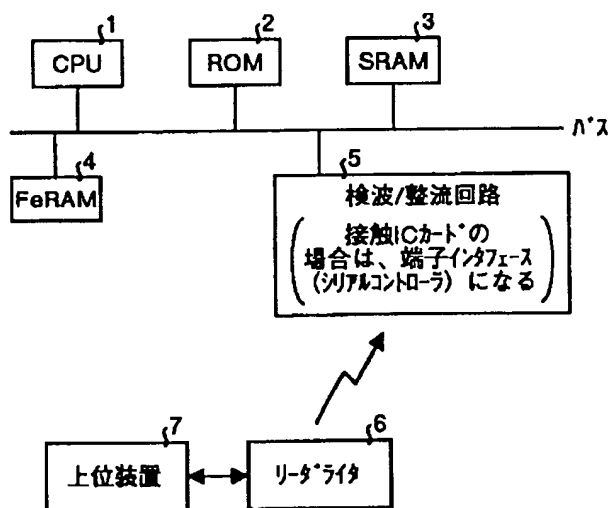 1
CPU
2
ROM
3
SRAM
バス
4
FeRAM
5
検波/整流回路
接触ICカードの
場合は、端子インタフェース
(シリアルコントローラ) になる
7
上位装置
6
リーダライタ